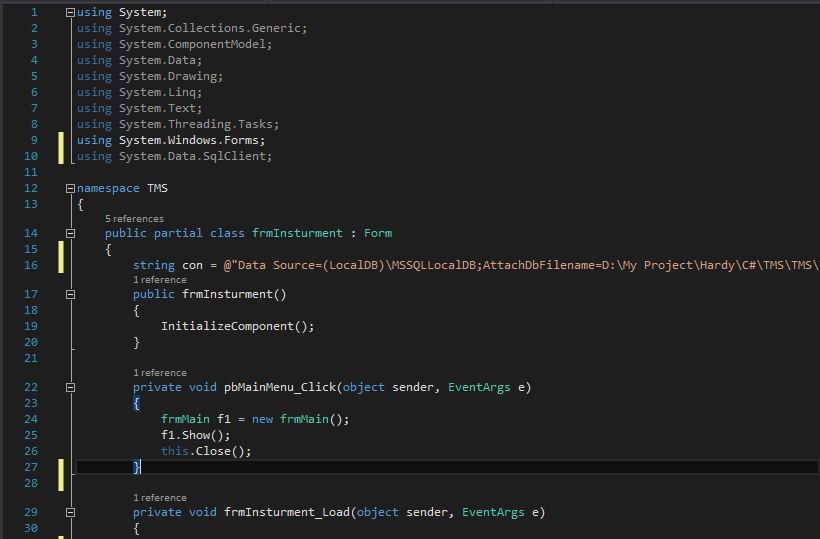 1 using System;
2 using System.Collections.Generic;
3 using System.ComponentModel;
4 using System.Data;
5 using System.Drawing;
6 using System.Linq;
7 using System.Text;
8 using System.Threading.Tasks;
9 using System.Windows.Forms;
10 using System.Data.SqlClient;
11
12 namespace TMS
13 {
5 references
14 public partial class frmInsturment : Form
15 {
16 string con = @"Data Source=(LocalDB)\MSSQLLocalDB;AttachDbFilename=D:\My Project\Hardy\C#\TMS\TMS\
1 reference
17 public frmInsturment()
18 {
19 InitializeComponent();
20 }
21
1 reference
22 private void pbMainMenu_Click(object sender, EventArgs e)
23 {
24 frmMain f1 = new frmMain();
25 f1.Show();
26 this.Close();
27 }
28
1 reference
29 private void frmInsturment_Load(object sender, EventArgs e)
30 {